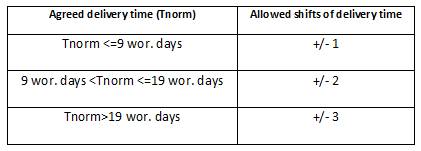 Agreed delivery time (Tnorm) Allowed shifts of delivery time
Tnorm <=9 wor. days +/- 1
9 wor. days <Tnorm <=19 wor. days +/- 2
Tnorm>19 wor. days +/- 3